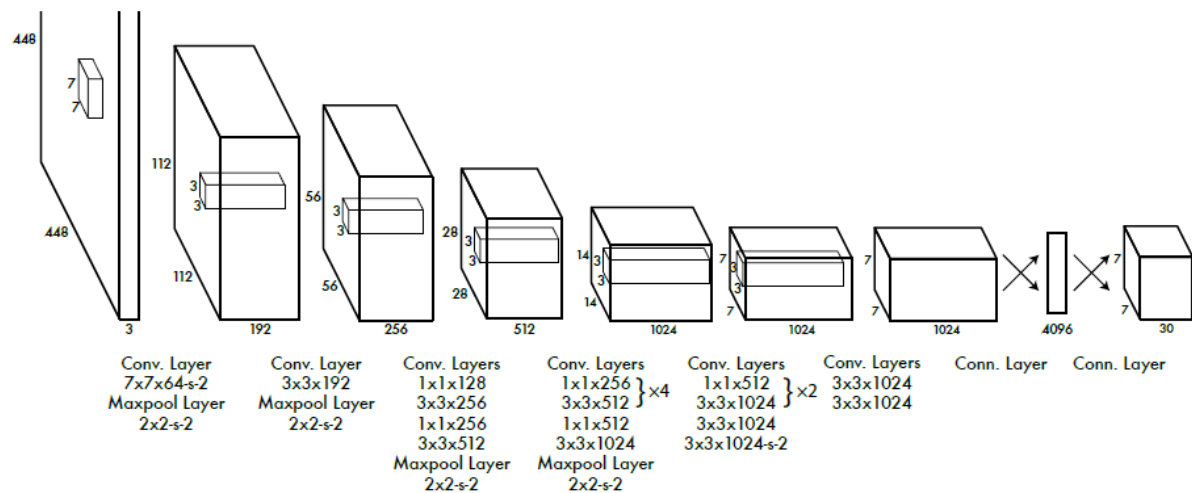 448
7
7
448
3
112
3
3
112
192
56
3
3
56
256
28
3
3
28
512
14
3
3
14
1024
7
3
3
7
1024
7
7
1024
4096
7
7
30
Conv. Layer
7x7x64-s-2
Maxpool Layer
2x2-s-2
Conv. Layer
3x3x192
Maxpool Layer
2x2-s-2
Conv. Layers
1x1x128
3x3x256
1x1x256
3x3x512
Maxpool Layer
2x2-s-2
Conv. Layers
1x1x256
3x3x512 }×4
1x1x512
3x3x1024
Maxpool Layer
2x2-s-2
Conv. Layers
1x1x512
3x3x1024 }×2
3x3x1024
3x3x1024-s-2
Conv. Layers
3x3x1024
3x3x1024
Conn. Layer
Conn. Layer